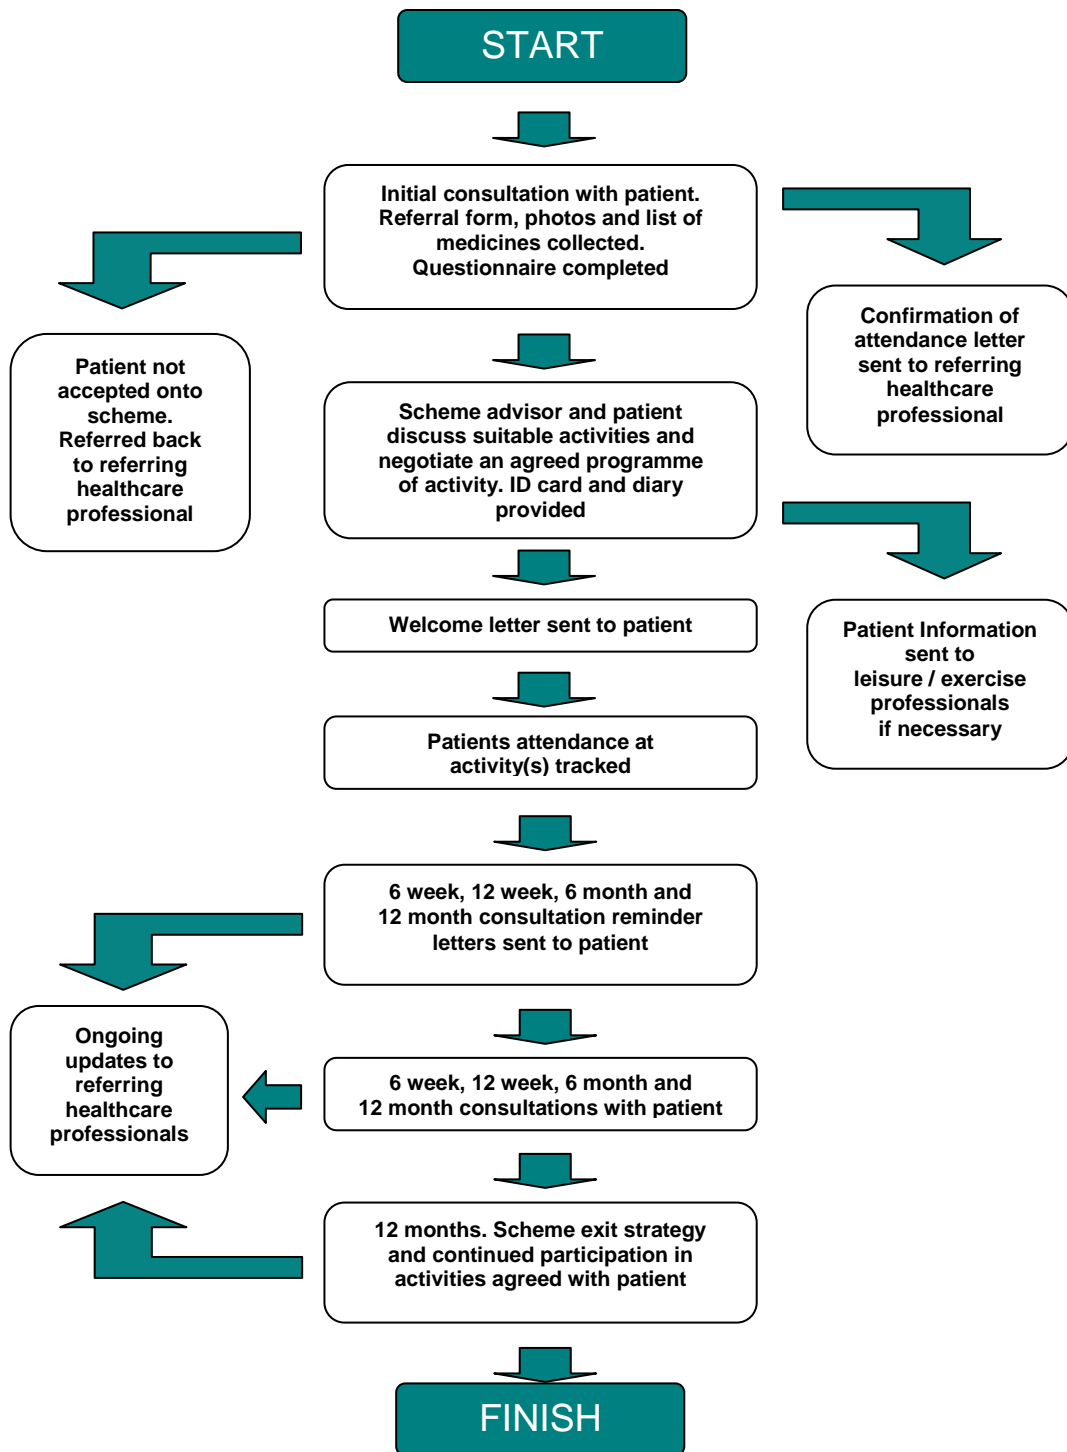 START
Initial consultation with patient.
Referral form, photos and list of
medicines collected.
Questionnaire completed
Patient not
accepted onto
scheme.
Referred back
to referring
healthcare
professional
Confirmation of
attendance letter
sent to referring
healthcare
professional
Scheme advisor and patient
discuss suitable activities and
negotiate an agreed programme
of activity. ID card and diary
provided
Welcome letter sent to patient
Patient Information
sent to
leisure / exercise
professionals
if necessary
Patients attendance at
activity(s) tracked
6 week, 12 week, 6 month and
12 month consultation reminder
letters sent to patient
Ongoing
updates to
referring
healthcare
professionals
6 week, 12 week, 6 month and
12 month consultations with patient
12 months. Scheme exit strategy
and continued participation in
activities agreed with patient
FINISH